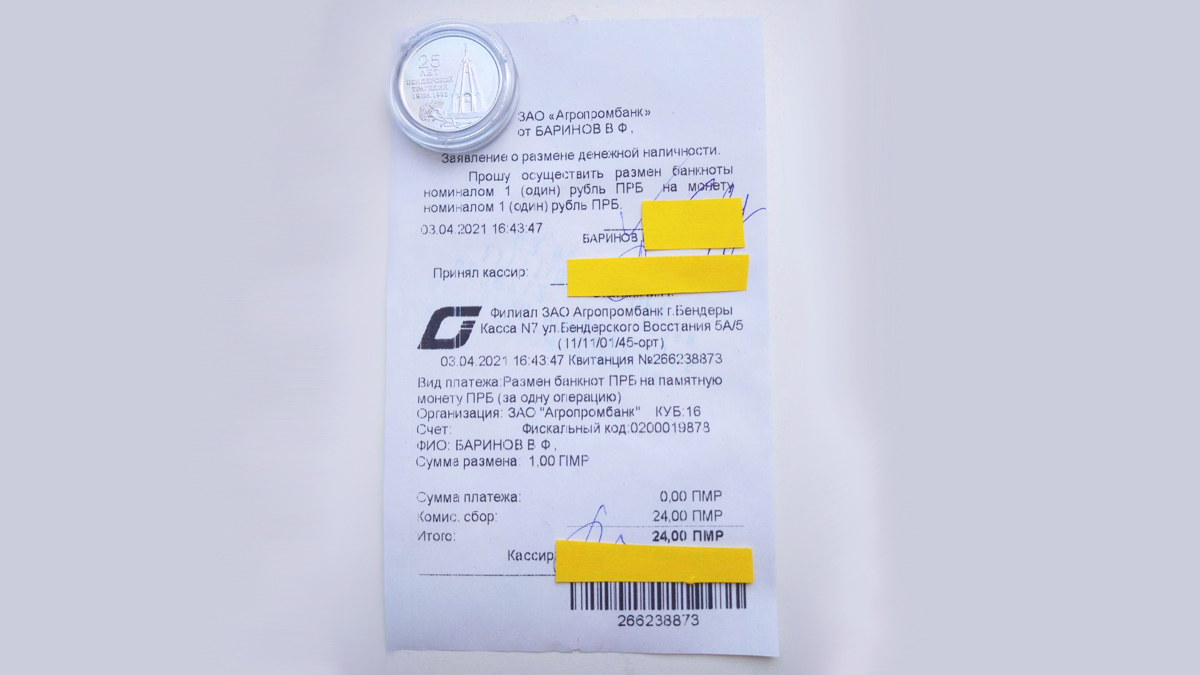 25
ЛЕТ
БЕНДЕРСКОЙ
ТРАГЕДИИ
19.06.1992
ЗАО «Агропромбанк»
от БАРИНОВ В Ф ,
Заявление о размене денежной наличности.
Прошу осуществить размен банкноты
номиналом 1 (один) рубль ПРБ на монету
номиналом 1 (один) рубль ПРБ.
03.04.2021 16:43:47
БАРИНОВ
Принял кассир:
Филиал ЗАО Агропромбанк г.Бендеры
Касса N7 ул.Бендерского Восстания 5А/5
(11/11/01/45-орт)
03.04.2021 16:43:47 Квитанция №266238873
Вид платежа:Размен банкнот ПРБ на памятную
монету ПРБ (за одну операцию)
Организация: ЗАО "Агропромбанк" КУБ:16
Счет: Фискальный код:0200019878
ФИО: БАРИНОВ В Ф ,
Сумма размена: 1,00 ПМР
Сумма платежа: 0,00 ПМР
Комис. сбор: 24,00 ПМР
Итого: 24,00 ПМР
Кассир
266238873